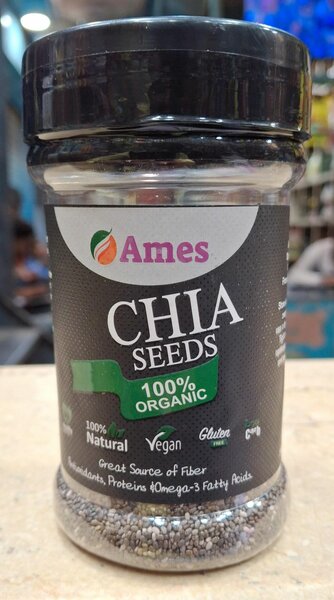 Ames
CHIA
SEEDS
100%
ORGANIC
100%
Natural
Vegan
Gluten
FREE
Great Source of Fiber
Antioxidants, Proteins & Omega-3 Fatty Acids.